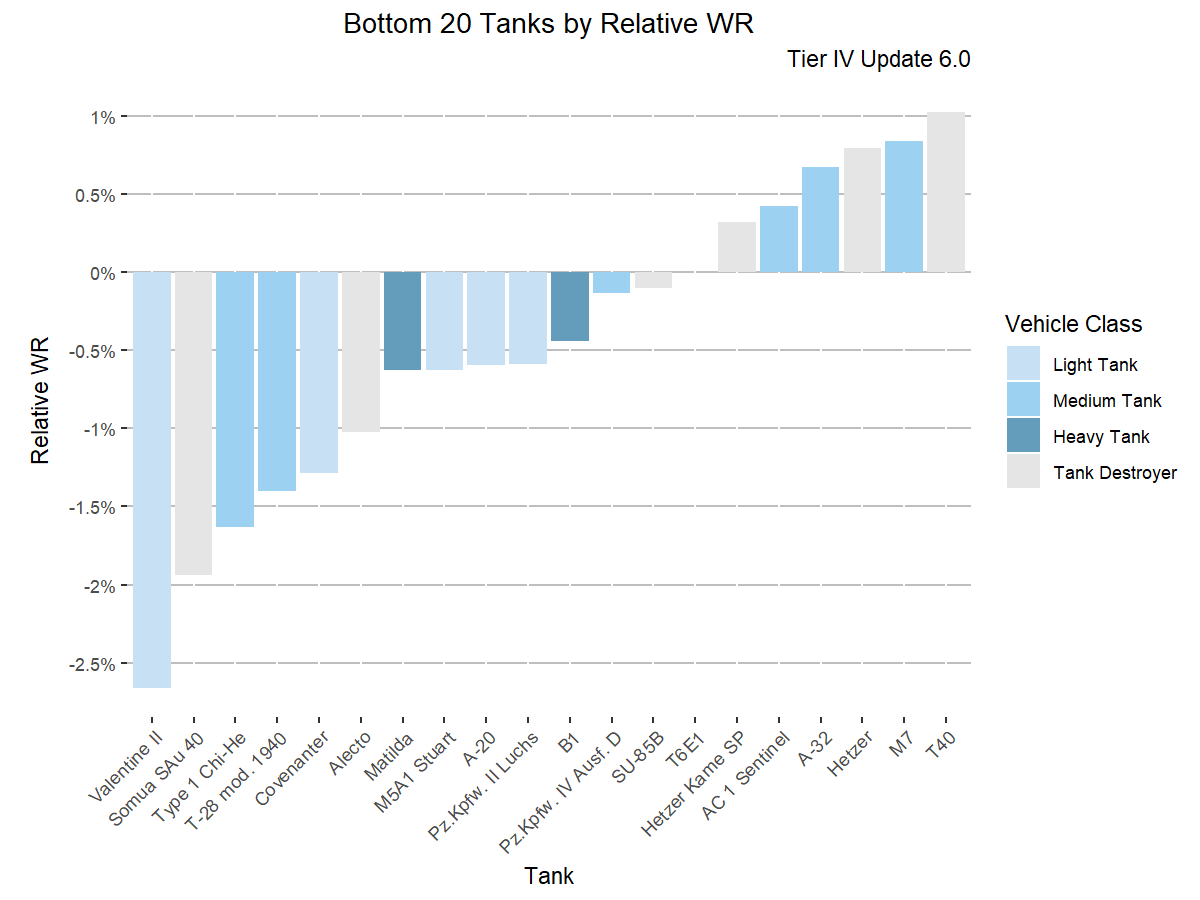 Bottom 20 Tanks by Relative WR
Tier IV Update 6.0
1%
0.5%
0%
-0.5%
-1%
-1.5%
-2%
-2.5%
Relative WR
Valentine II
Somua SAu 40
Type 1 Chi-He
T-28 mod. 1940
Covenanter
Alecto
Matilda
M5A1 Stuart
A-20
Pz.Kpfw. II Luchs
B1
Pz.Kpfw. IV Ausf. D
SU-85B
T6E1
Hetzer Kame SP
AC 1 Sentinel
A-32
Hetzer
M7
T40
Tank
Vehicle Class
Light Tank
Medium Tank
Heavy Tank
Tank Destroyer